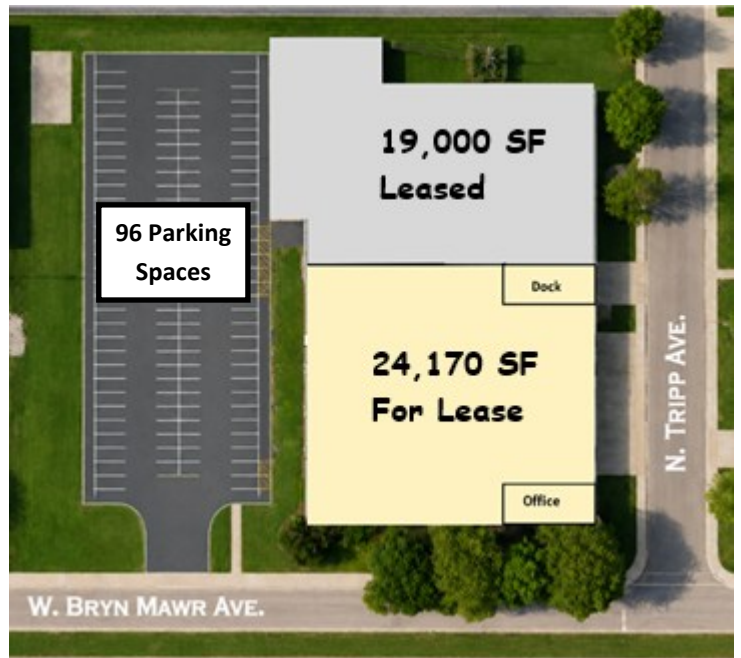 19,000 SF
Leased
96 Parking
Spaces
Dock
24,170 SF
For Lease
Office
N. TRIPP AVE.
W. BRYN MAWR AVE.